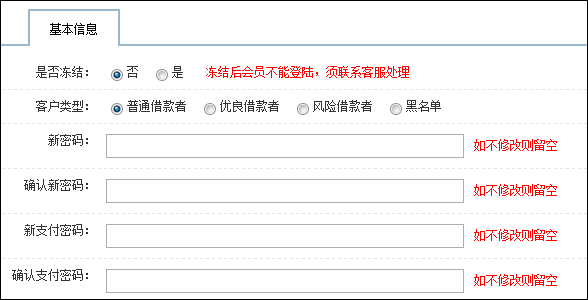 基本信息
是否冻结： 否 是 冻结后会员不能登陆，须联系客服处理
客户类型： 普通借款者 优良借款者 风险借款者 黑名单
新密码： 如不修改则留空
确认新密码： 如不修改则留空
新支付密码： 如不修改则留空
确认支付密码： 如不修改则留空